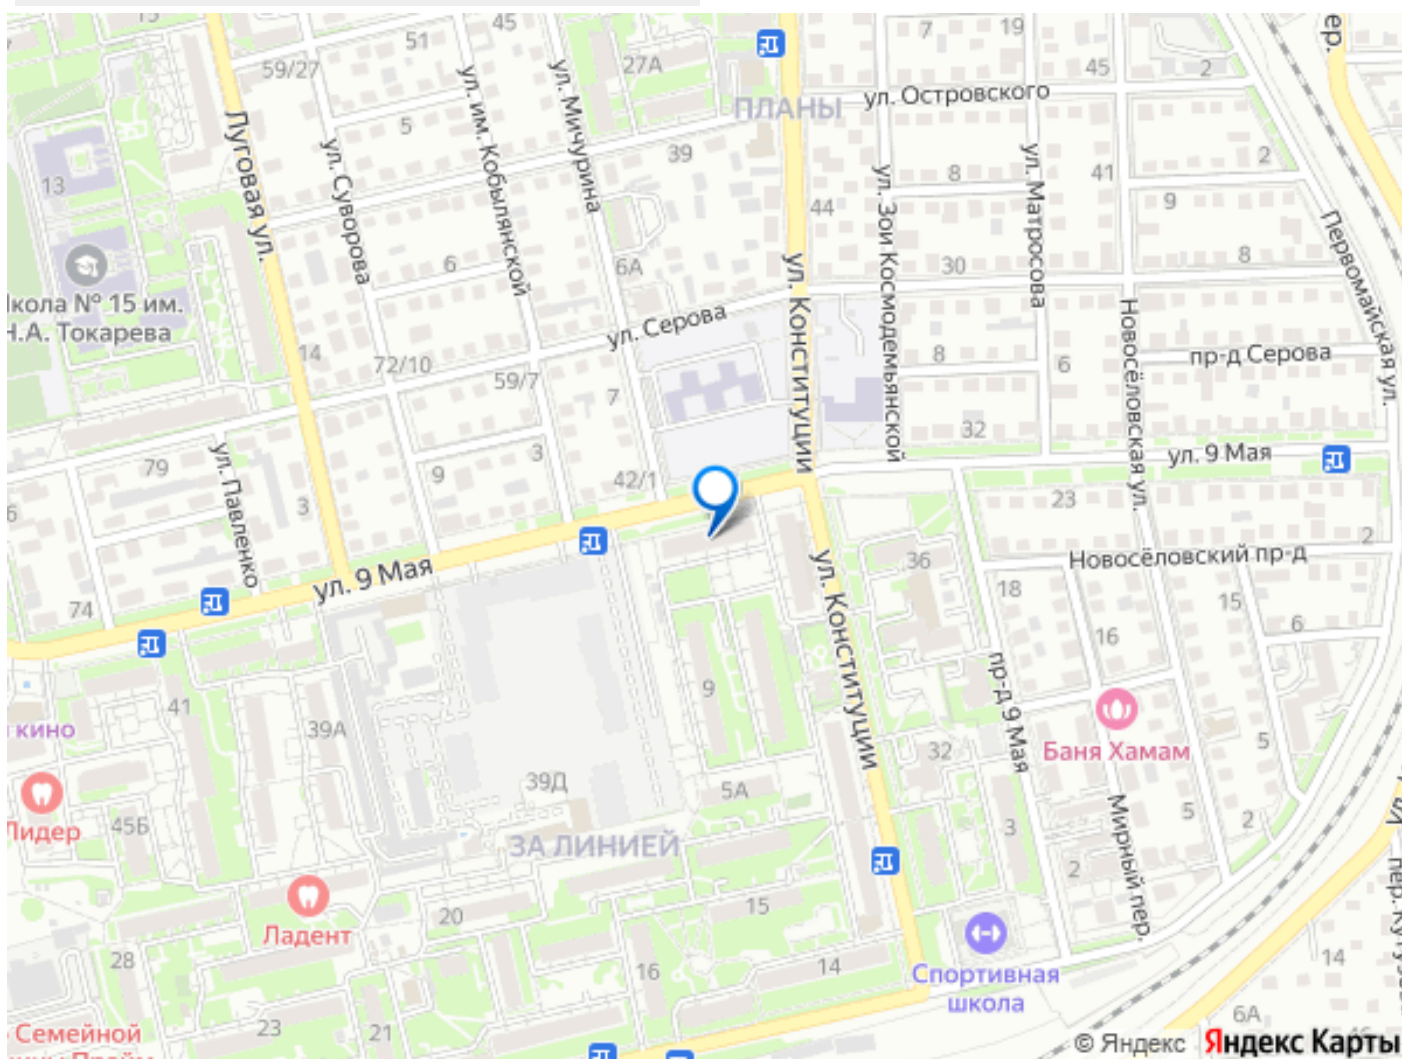 45
51
59/27
27А
7
19
45
2
ул. Островского
ПЛАНЫ
Луговая ул.
5
ул. Суворова
ул. им. Кобылянской
ул. Мичурина
39
13
8
41
2
9
44
ул. Зои Космодемьянской
ул. Матросова
Первомайская ул.
6
6А
30
8
ул. Конституции
ул. Серова
№ 15 им.
Токарева
14
72/10
59/7
7
8
6
Новосёловская ул.
пр-д Серова
32
ул. 9 Мая
79
ул. Павленко
3
9
3
42/1
23
ул. 9 Мая
36
18
Новосёловский пр-д
2
74
ул. Конституции
16
15
6
41
39А
9
пр-д 9 Мая
кино
32
Баня Хамам
5
39Д
5А
Лидер
45Б
ЗА ЛИНИЕЙ
3
Мирный пер.
5
2
2
Ладент
20
15
28
16
14
Спортивная
школа
14
6А
Семейной
23
21
© Яндекс Яндекс Карты